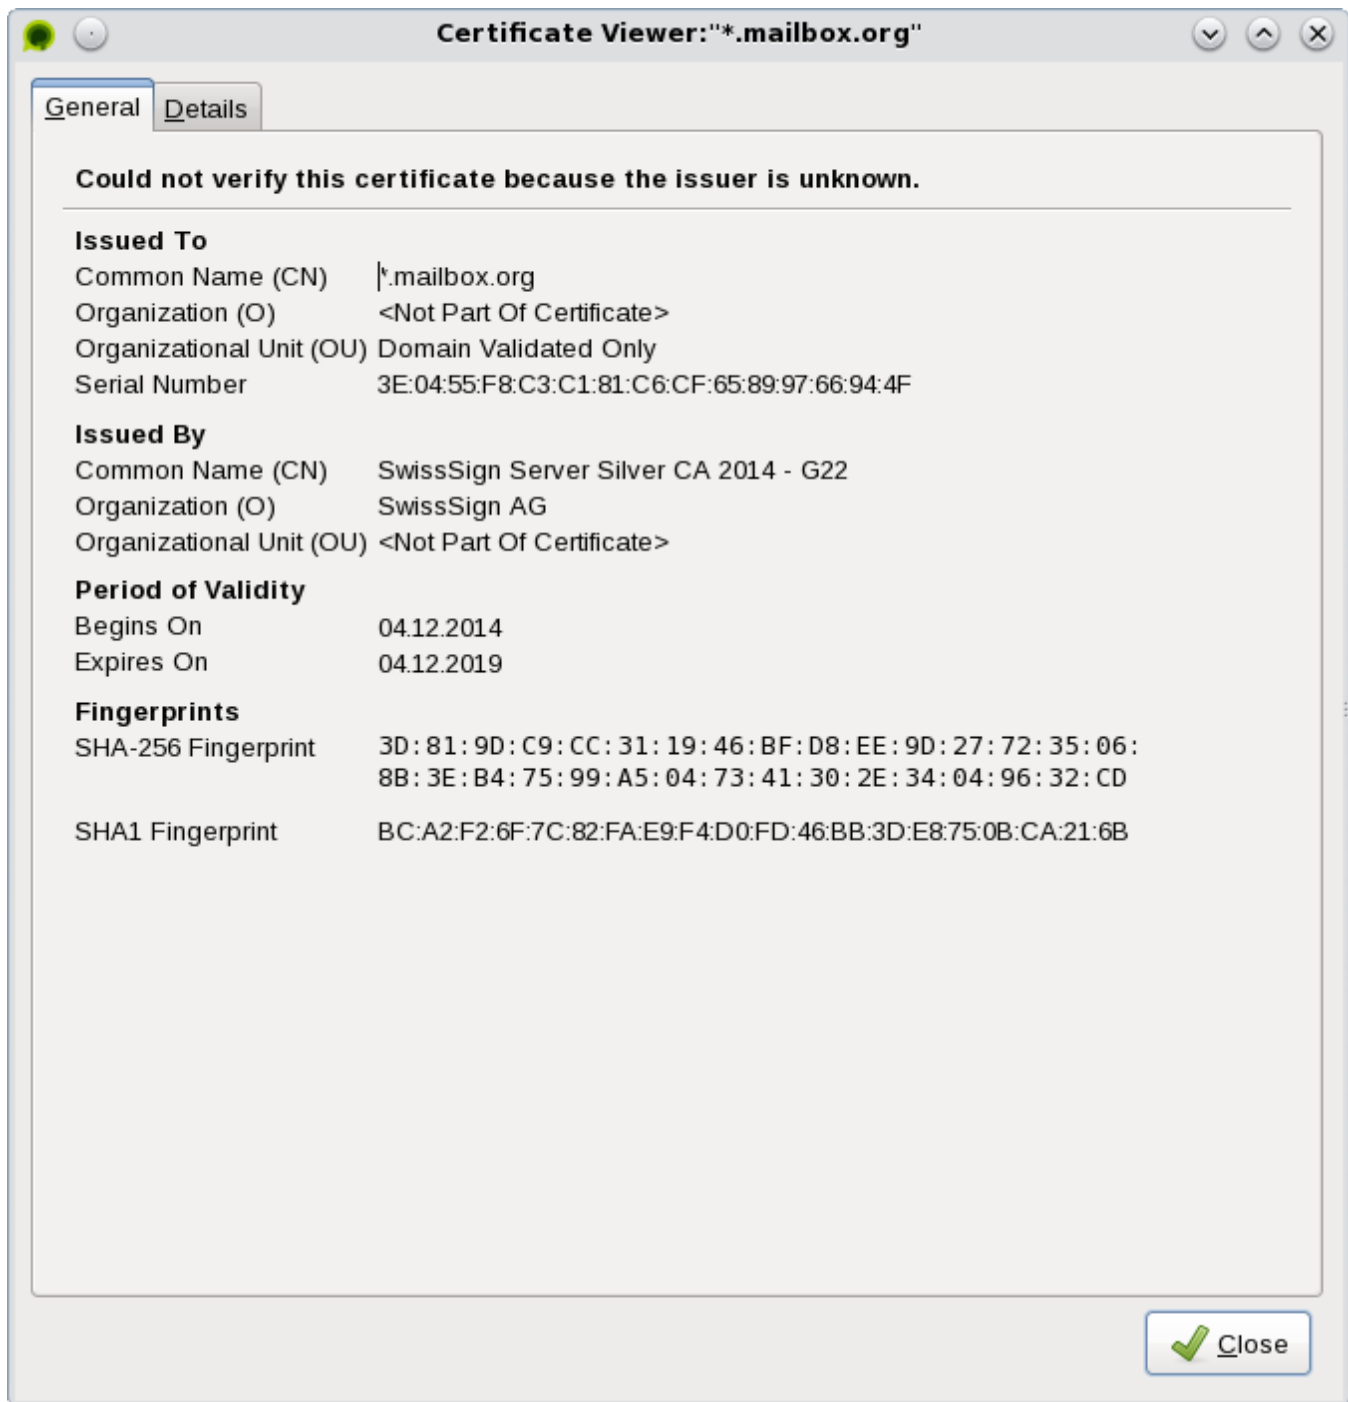 Certificate Viewer:"*.mailbox.org"
General Details
Could not verify this certificate because the issuer is unknown.
Issued To
Common Name (CN) *.mailbox.org
Organization (O) <Not Part Of Certificate>
Organizational Unit (OU) Domain Validated Only
Serial Number 3E:04:55:F8:C3:C1:81:C6:CF:65:89:97:66:94:4F
Issued By
Common Name (CN) SwissSign Server Silver CA 2014 - G22
Organization (O) SwissSign AG
Organizational Unit (OU) <Not Part Of Certificate>
Period of Validity
Begins On 04.12.2014
Expires On 04.12.2019
Fingerprints
SHA-256 Fingerprint 3D:81:9D:C9:CC:31:19:46:BF:D8:EE:9D:27:72:35:06:
8B:3E:B4:75:99:A5:04:73:41:30:2E:34:04:96:32:CD
SHA1 Fingerprint BC:A2:F2:6F:7C:82:FA:E9:F4:D0:FD:46:BB:3D:E8:75:0B:CA:21:6B
Close